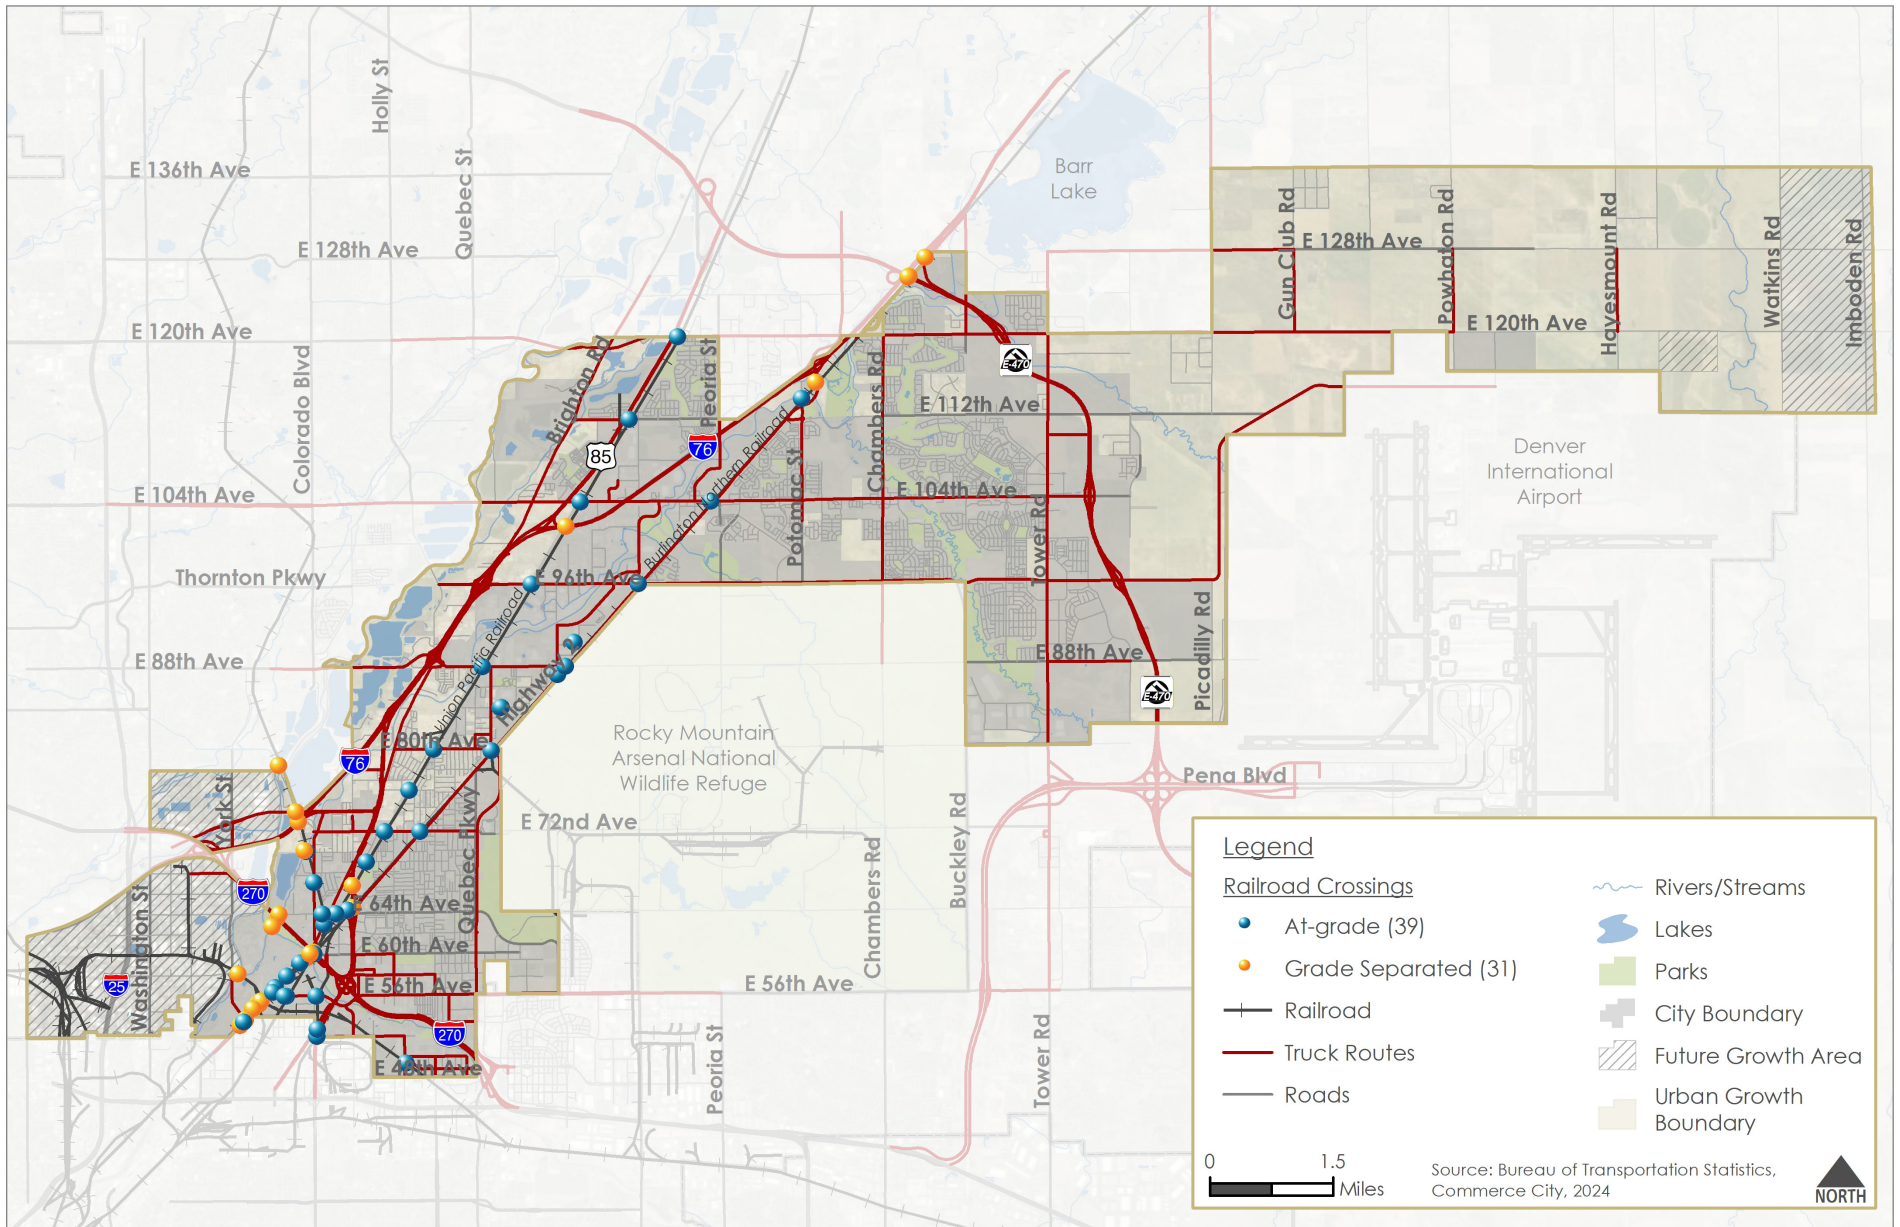 Holly St
Quebec St
E 136th Ave
E 128th Ave
E 120th Ave
Colorado Blvd
E 104th Ave
Thornton Pkwy
E 88th Ave
Barr
Lake
Gun Club Rd
E 128th Ave
Powhaton Rd
E 120th Ave
Hayesmount Rd
Watkins Rd
Imboden Rd
Brighton Rd
Peoria St
85
76
Burlington Northern Railroad
Potomac St
Chambers Rd
E-470
E 112th Ave
E 104th Ave
Tower Rd
Denver
International
Airport
E 96th Ave
Union Pacific Railroad
Highway 2
E 88th Ave
Picadilly Rd
E-470
E 80th Ave
76
Rocky Mountain
Arsenal National
Wildlife Refuge
Pena Blvd
York St
E 72nd Ave
Quebec Pkwy
Chambers Rd
Buckley Rd
270
E 64th Ave
Washington St
E 60th Ave
25
E 56th Ave
E 56th Ave
270
E 48th Ave
Peoria St
Tower Rd
Legend
Railroad Crossings
At-grade (39)
Grade Separated (31)
Railroad
Truck Routes
Roads
Rivers/Streams
Lakes
Parks
City Boundary
Future Growth Area
Urban Growth
Boundary
0 1.5
Miles
Source: Bureau of Transportation Statistics,
Commerce City, 2024
NORTH